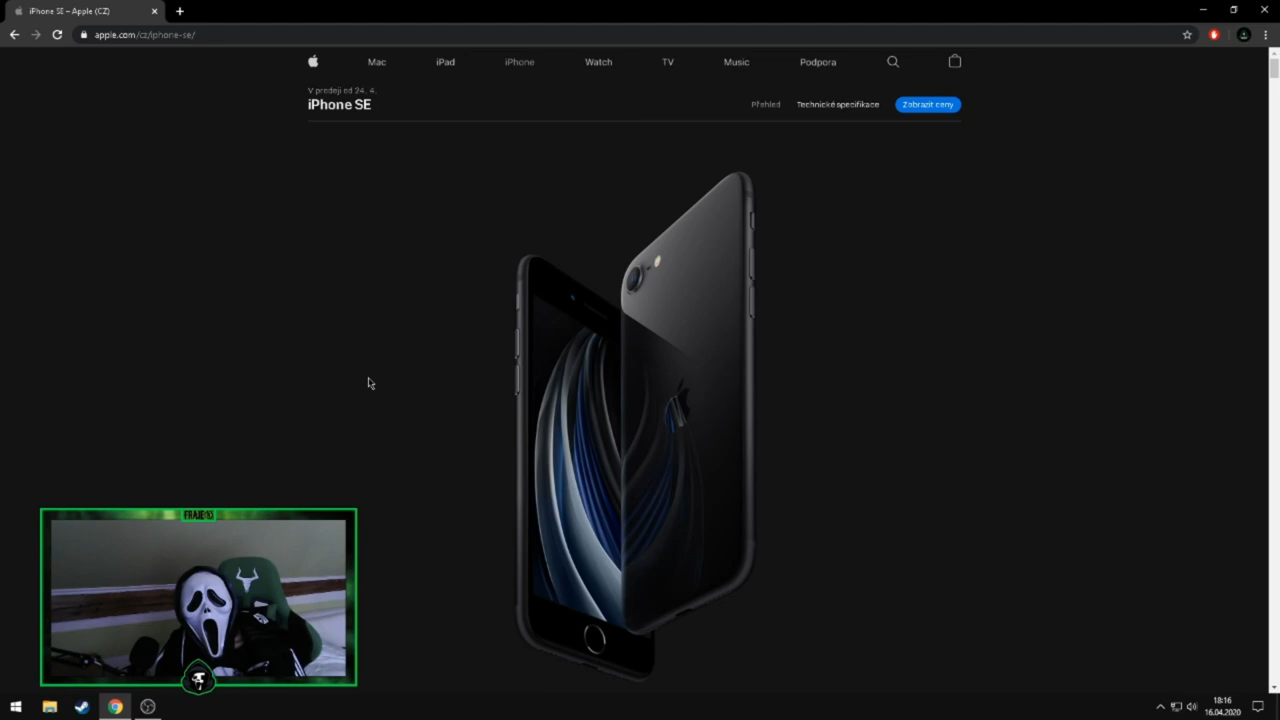 iPhone SE – Apple (CZ)
apple.com/cz/iphone-se/
Mac iPad iPhone Watch TV Music Podpora
V prodeji od 24. 4.
iPhone SE
Přehled Technické specifikace Zobrazit ceny
18:16
16.04.2020